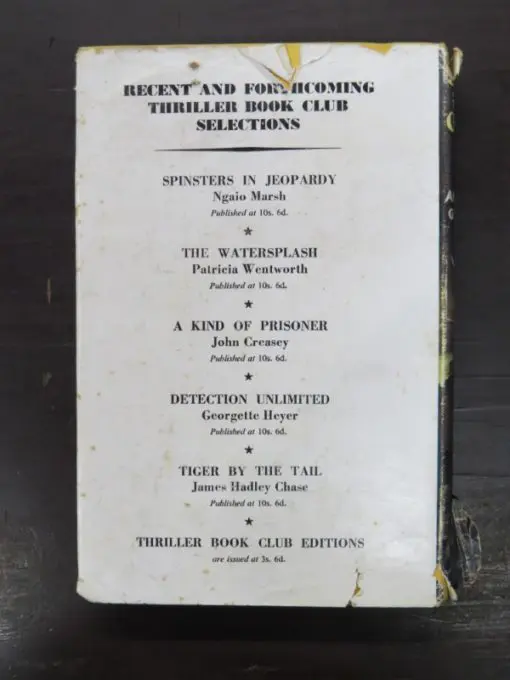 RECENT AND FORTHCOMING
THRILLER BOOK CLUB
SELECTIONS
SPINSTERS IN JEOPARDY
Ngaio Marsh
Published at 10s. 6d.
★
THE WATERSPLASH
Patricia Wentworth
Published at 10s. 6d.
★
A KIND OF PRISONER
John Creasey
Published at 10s. 6d.
★
DETECTION UNLIMITED
Georgette Heyer
Published at 10s. 6d.
★
TIGER BY THE TAIL
James Hadley Chase
Published at 10s. 6d.
★
THRILLER BOOK CLUB EDITIONS
are issued at 3s. 6d.